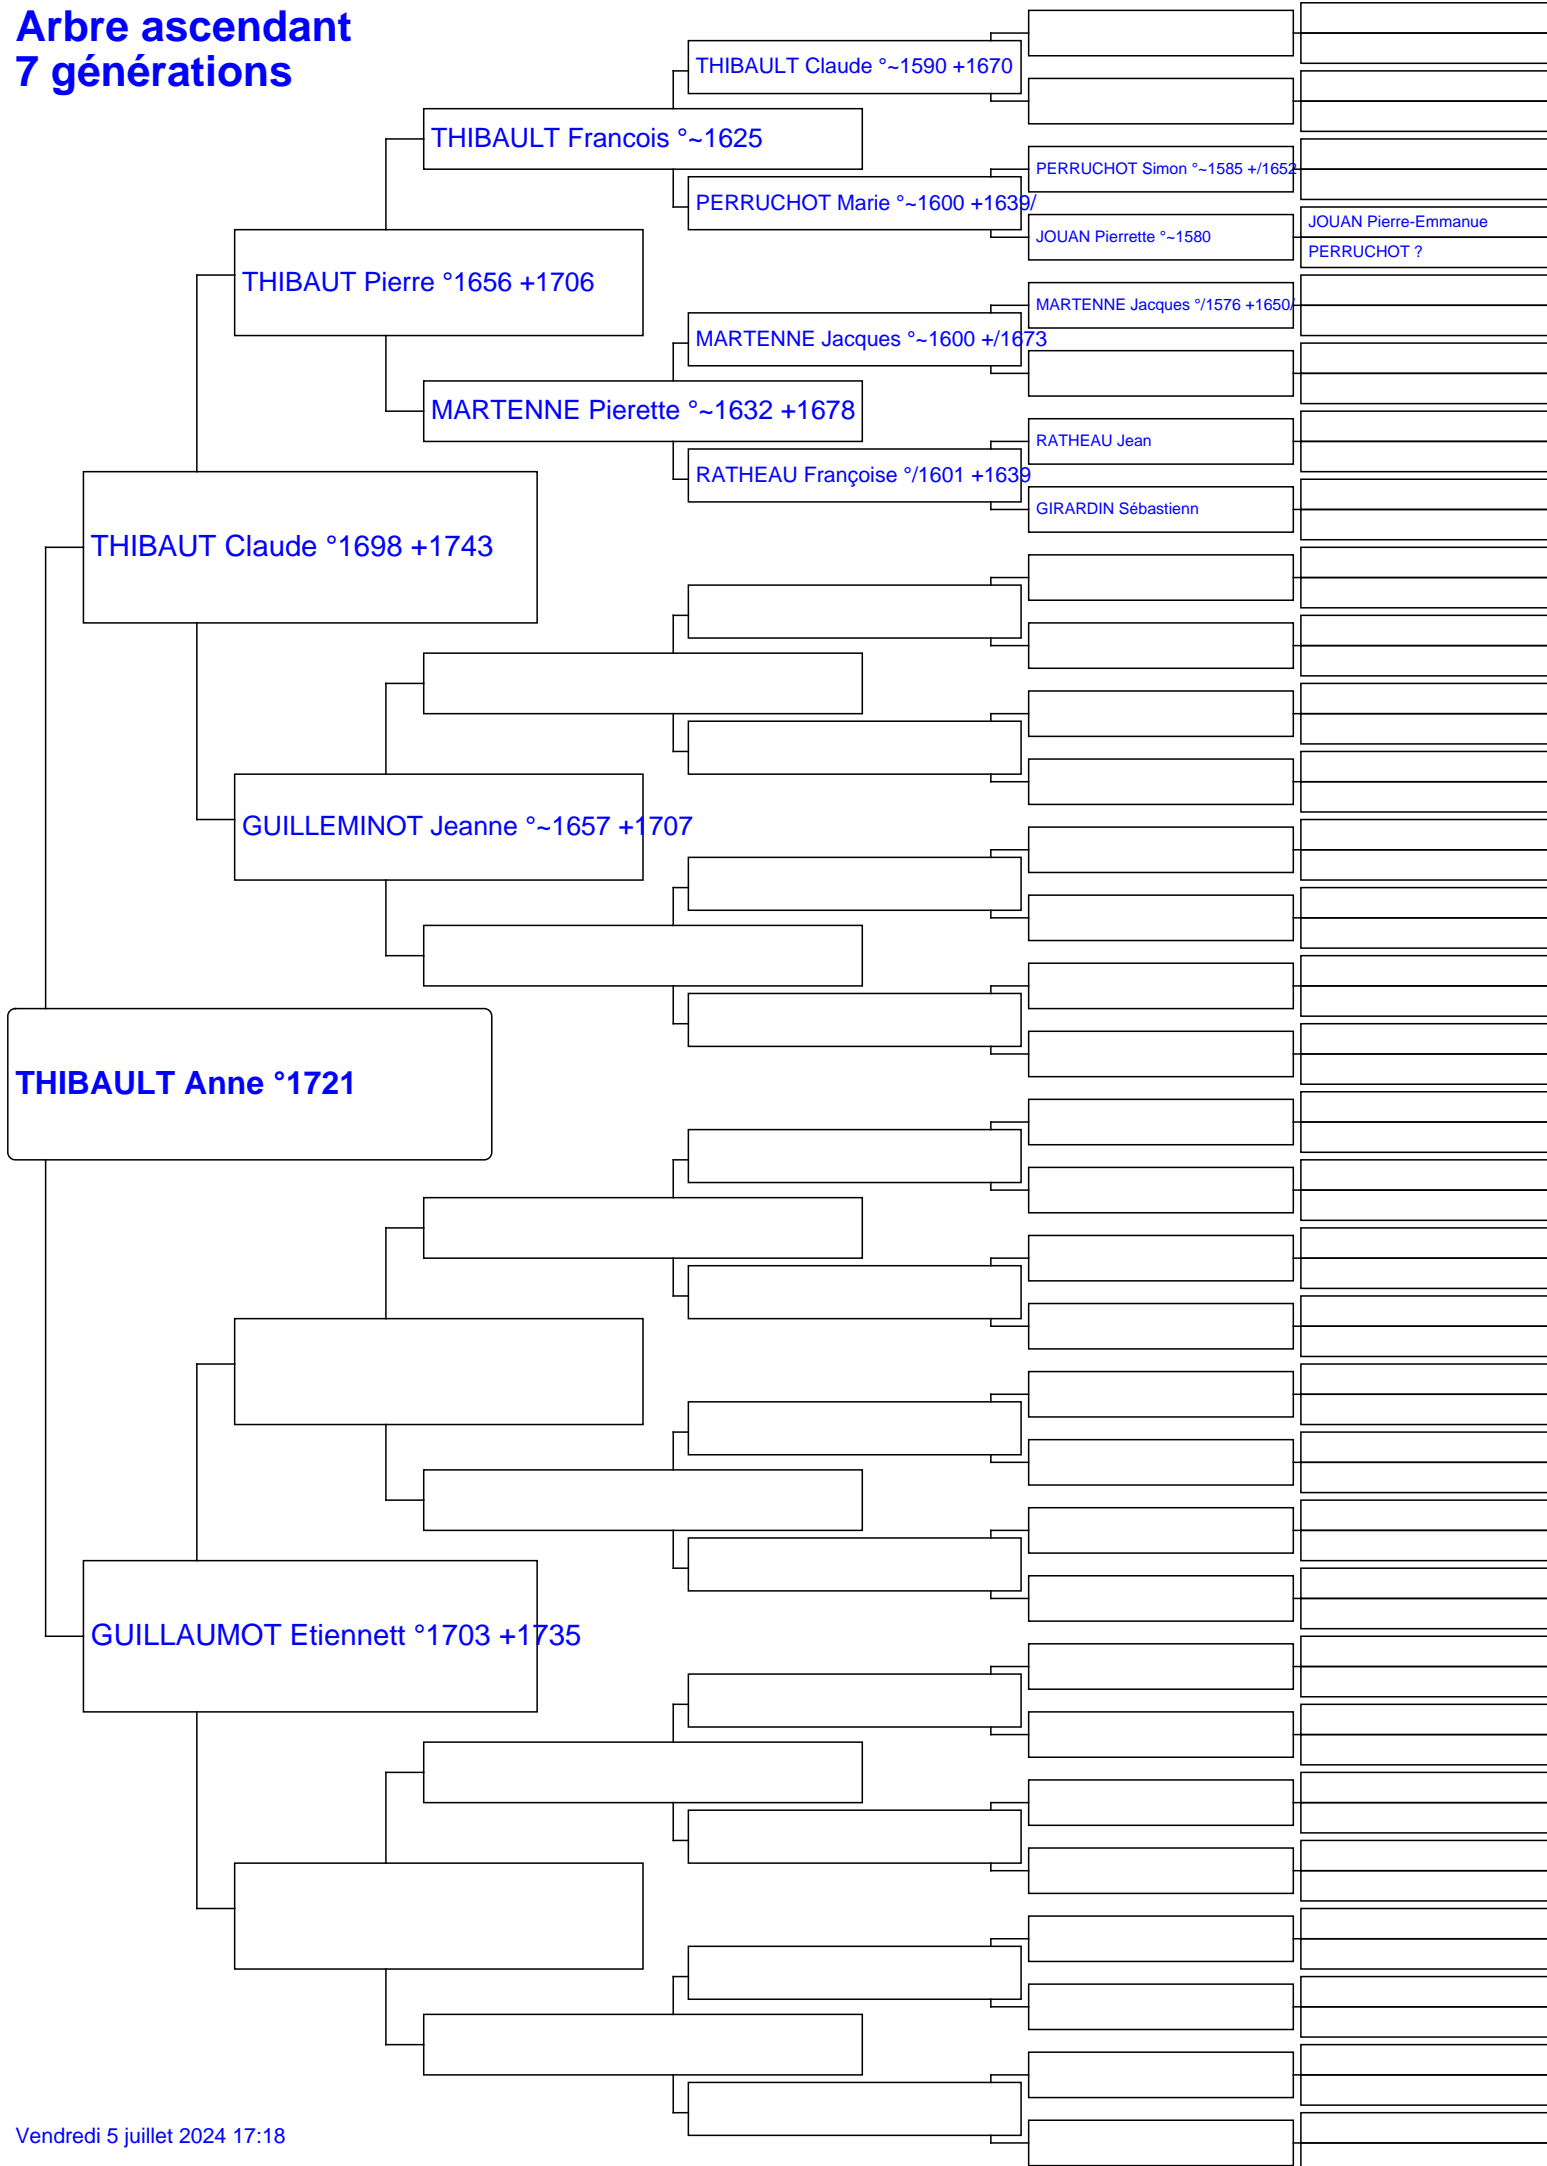 Arbre ascendant
7 générations
THIBAULT Claude °~1590 +1670
THIBAULT Francois °~1625
PERRUCHOT Simon °~1585 +/1652
PERRUCHOT Marie °~1600 +1639/
JOUAN Pierre-Emmanue
JOUAN Pierrette °~1580
PERRUCHOT ?
THIBAUT Pierre °1656 +1706
MARTENNE Jacques °/1576 +1650/
MARTENNE Jacques °~1600 +/1673
MARTENNE Pierette °~1632 +1678
RATHEAU Jean
RATHEAU Françoise °/1601 +1639
GIRARDIN Sébastienn
THIBAUT Claude °1698 +1743
GUILLEMINOT Jeanne °~1657 +1707
THIBAULT Anne °1721
GUILLAUMOT Etiennett °1703 +1735
Vendredi 5 juillet 2024 17:18